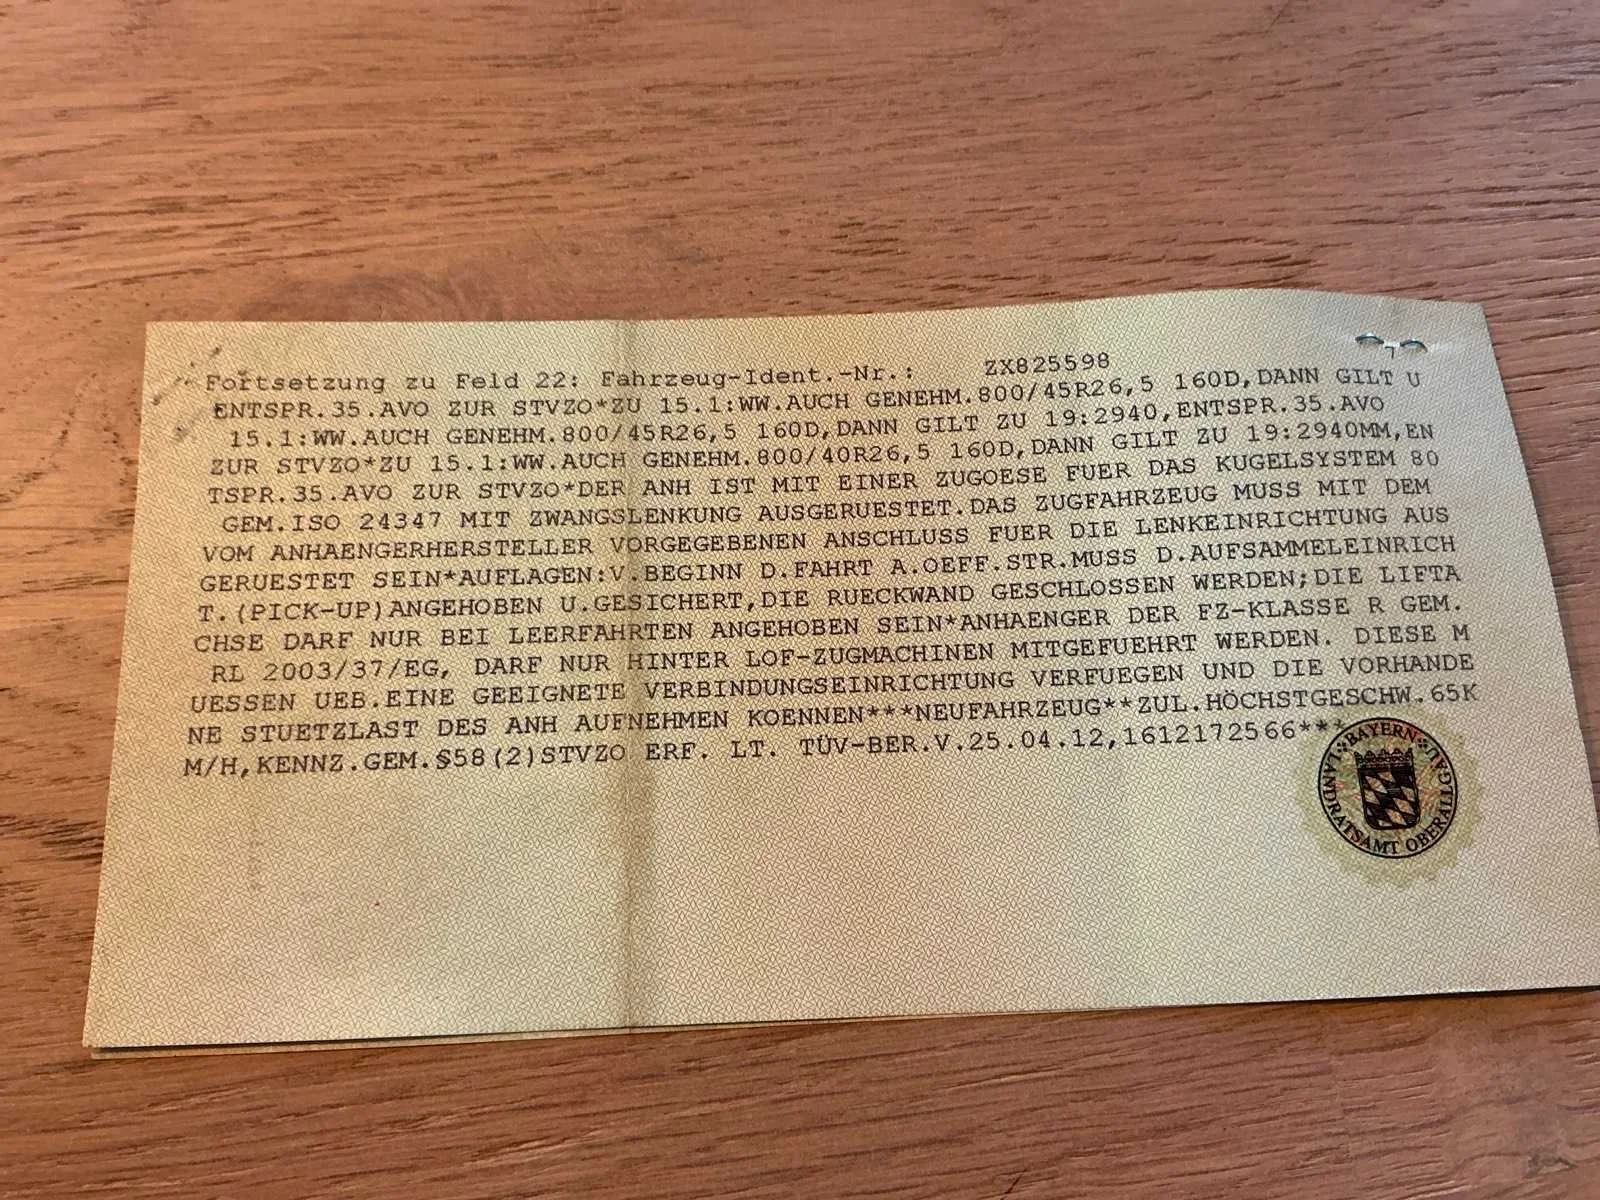 Fortsetzung zu Feld 22: Fahrzeug-Ident.-Nr.: ZX825598
ENTSPR.35.AVO ZUR STVZO*ZU 15.1:WW.AUCH GENEHM.800/45R26,5 160D,DANN GILT U
15.1:WW.AUCH GENEHM.800/45R26,5 160D,DANN GILT ZU 19:2940,ENTSPR.35.AVO
ZUR STVZO*ZU 15.1:WW.AUCH GENEHM.800/40R26,5 160D,DANN GILT ZU 19:2940MM,EN
TSPR.35.AVO ZUR STVZO*DER ANH IST MIT EINER ZUGOESE FUER DAS KUGELSYSTEM 80
GEM.ISO 24347 MIT ZWANGSLENKUNG AUSGERUESTET.DAS ZUGFAHRZEUG MUSS MIT DEM
VOM ANHAENGERHERSTELLER VORGEGEBENEN ANSCHLUSS FUER DIE LENKEINRICHTUNG AUS
GERUESTET SEIN*AUFLAGEN:V.BEGINN D.FAHRT A.OEFF.STR.MUSS D.AUFSAMMELEINRICH
T.(PICK-UP)ANGEHOBEN U.GESICHERT,DIE RUECKWAND GESCHLOSSEN WERDEN;DIE LIFTA
CHSE DARF NUR BEI LEERFAHRTEN ANGEHOBEN SEIN*ANHAENGER DER FZ-KLASSE R GEM.
RL 2003/37/EG, DARF NUR HINTER LOF-ZUGMACHINEN MITGEFUEHRT WERDEN. DIESE M
UESSEN UEB.EINE GEEIGNETE VERBINDUNGSEINRICHTUNG VERFUEGEN UND DIE VORHANDE
NE STUETZLAST DES ANH AUFNEHMEN KOENNEN***NEUFAHRZEUG**ZUL.HÖCHSTGESCHW.65K
M/H,KENNZ.GEM.§58(2)STVZO ERF. LT. TÜV-BER.V.25.04.12,1612172566***
BAYERN
LANDRATSAMT OBERALLGÄU